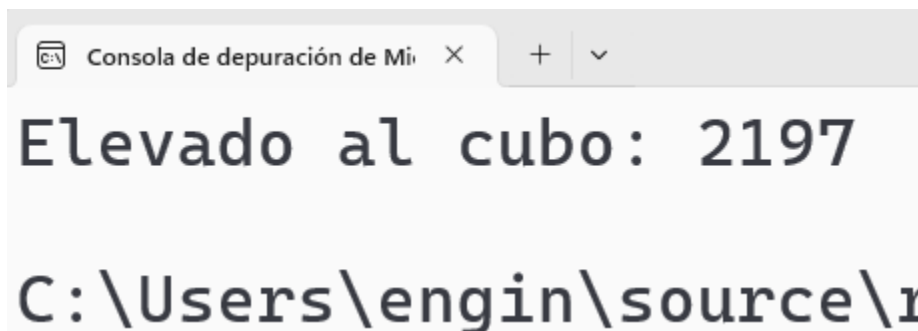 Consola de depuración de Mi
Elevado al cubo: 2197
C:\Users\engin\source\